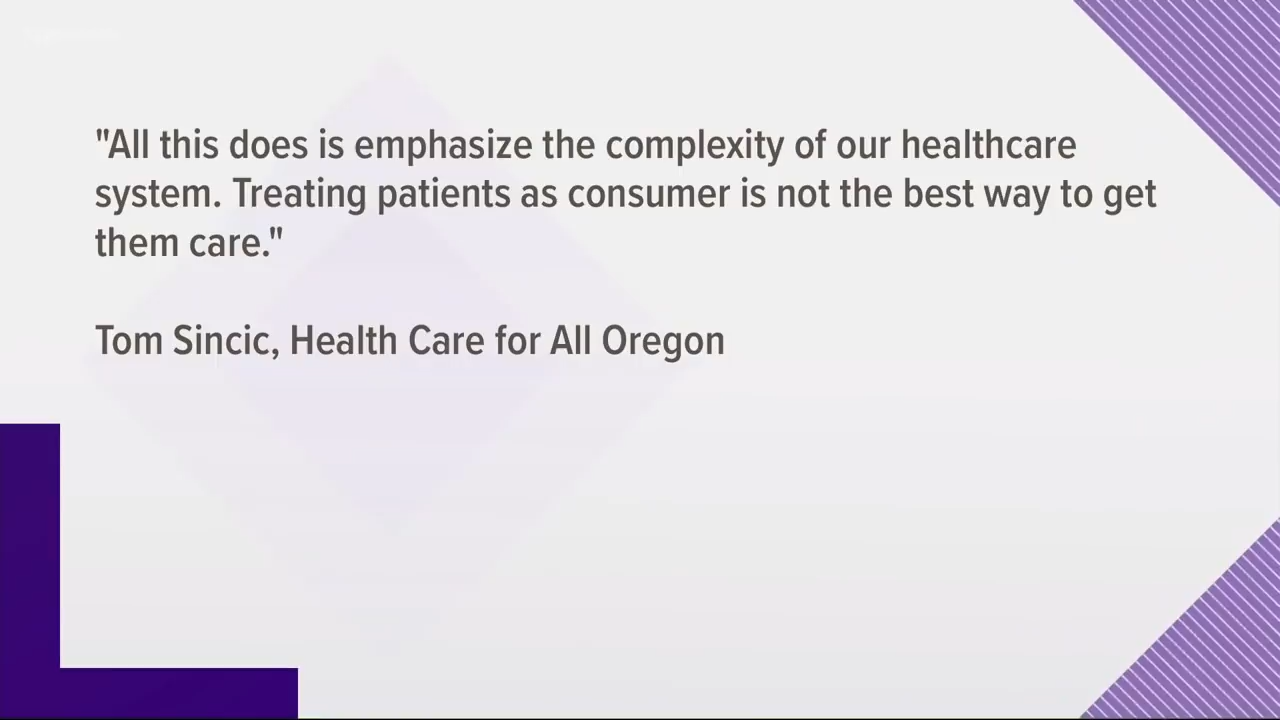 "All this does is emphasize the complexity of our healthcare
system. Treating patients as consumer is not the best way to get
them care."
Tom Sincic, Health Care for All Oregon